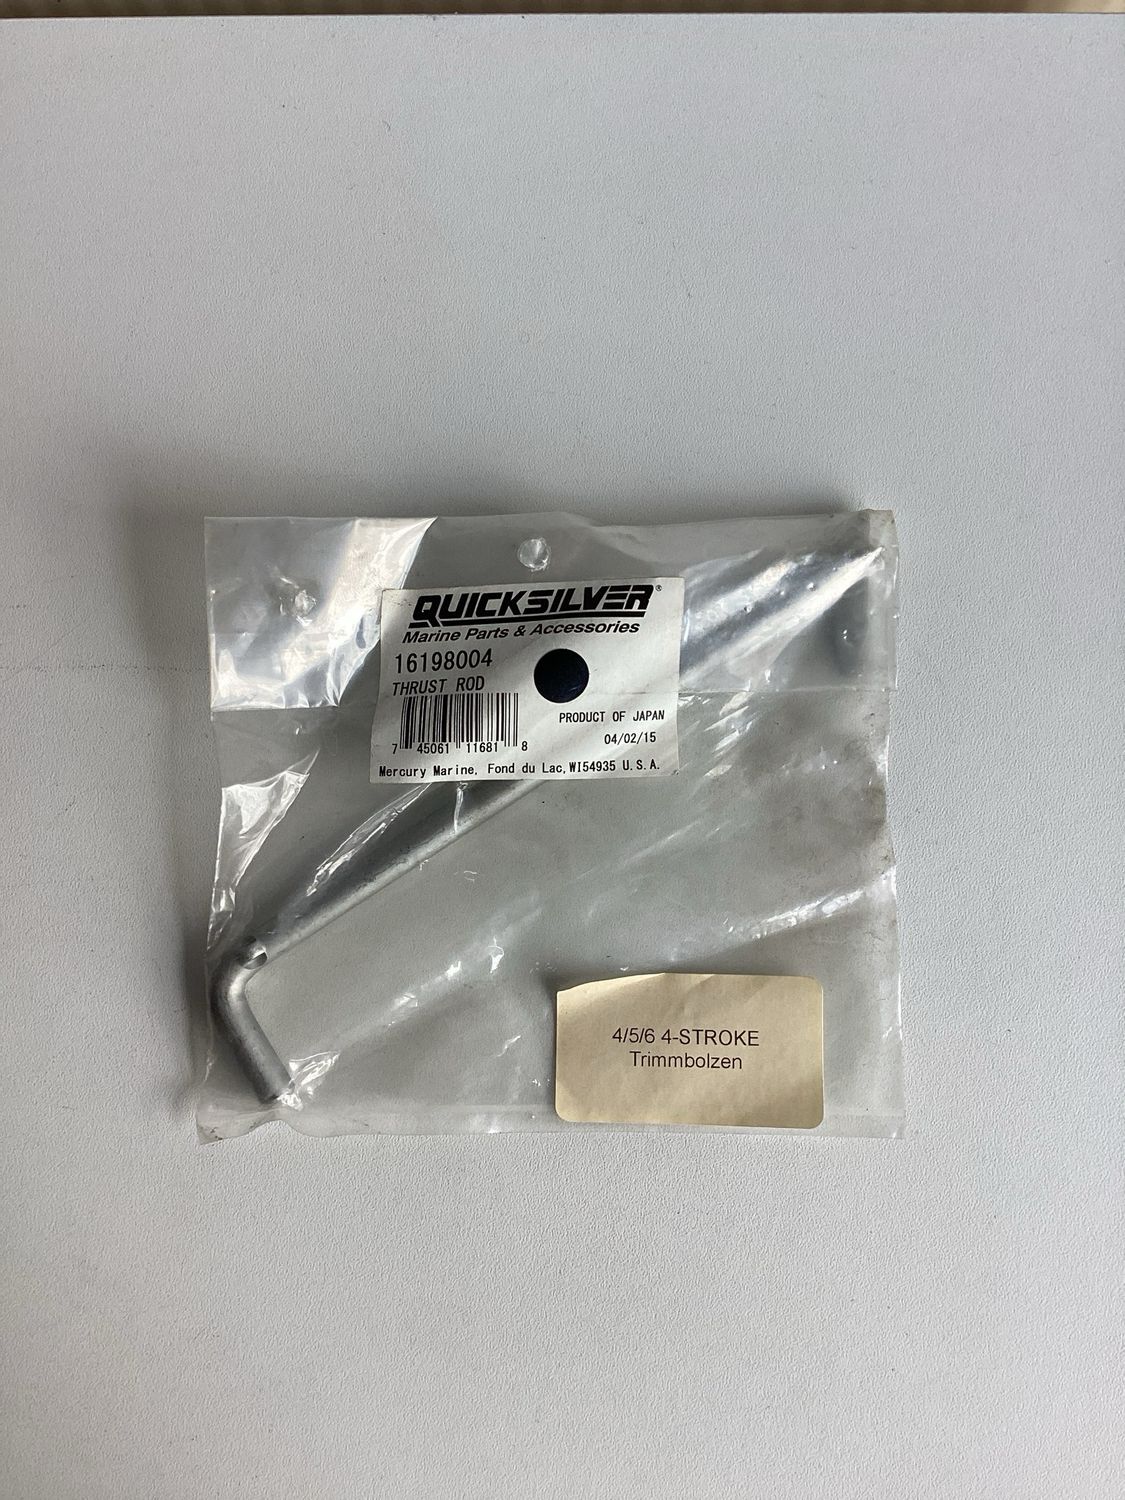 QUICKSILVER®
Marine Parts & Accessories
16198004
THRUST ROD
PRODUCT OF JAPAN
04/02/15
7 45061 11681 8
Mercury Marine, Fond du Lac,WI54935 U.S.A.
4/5/6 4-STROKE
Trimmbolzen